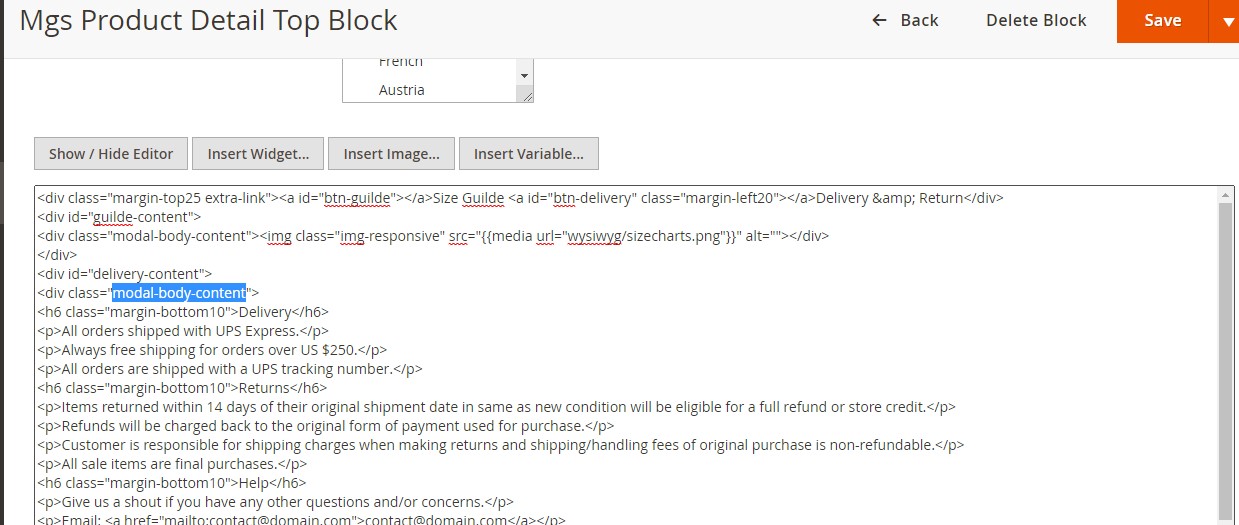 Mgs Product Detail Top Block
Back
Delete Block
Save
French
Austria
Show / Hide Editor
Insert Widget...
Insert Image...
Insert Variable...
<div class="margin-top25 extra-link"><a id="btn-guilde"></a>Size Guilde <a id="btn-delivery" class="margin-left20"></a>Delivery &amp; Return</div>
<div id="guilde-content">
<div class="modal-body-content"><img class="img-responsive" src="{{media url="wysiwyg/sizecharts.png"}}" alt=""></div>
</div>
<div id="delivery-content">
<div class="modal-body-content">
<h6 class="margin-bottom10">Delivery</h6>
<p>All orders shipped with UPS Express.</p>
<p>Always free shipping for orders over US $250.</p>
<p>All orders are shipped with a UPS tracking number.</p>
<h6 class="margin-bottom10">Returns</h6>
<p>Items returned within 14 days of their original shipment date in same as new condition will be eligible for a full refund or store credit.</p>
<p>Refunds will be charged back to the original form of payment used for purchase.</p>
<p>Customer is responsible for shipping charges when making returns and shipping/handling fees of original purchase is non-refundable.</p>
<p>All sale items are final purchases.</p>
<h6 class="margin-bottom10">Help</h6>
<p>Give us a shout if you have any other questions and/or concerns.</p>
<p>Email: <a href="mailto:contact@domain.com">contact@domain.com</a></p>